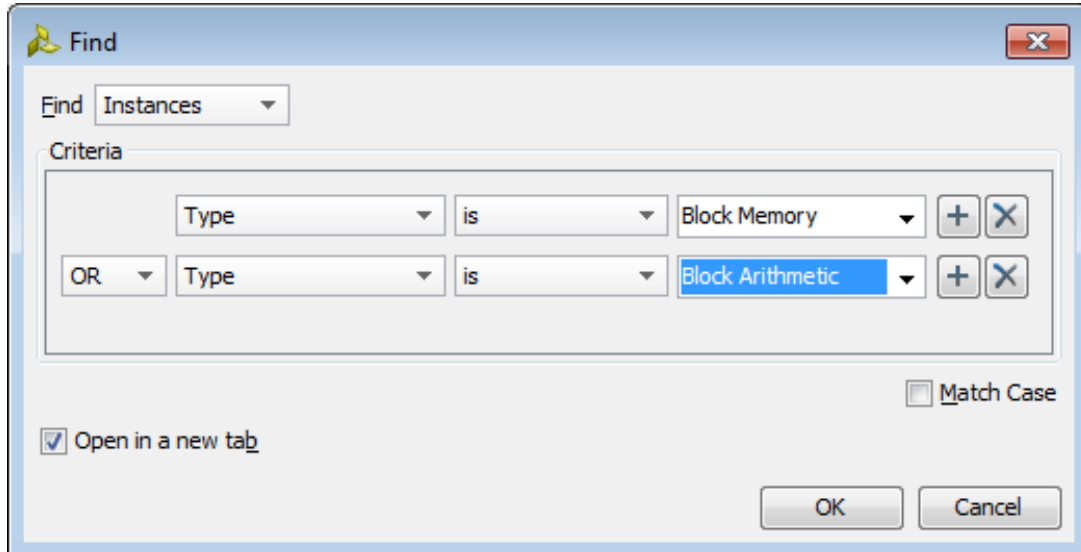 Find
Find Instances
Criteria
Type is Block Memory
OR Type is Block Arithmetic
Match Case
Open in a new tab
OK Cancel